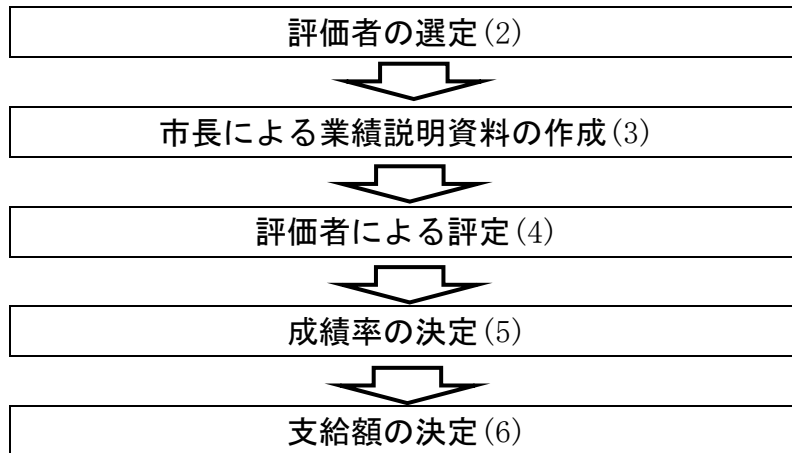 評価者の選定(2)
市長による業績説明資料の作成(3)
評価者による評定(4)
成績率の決定(5)
支給額の決定(6)